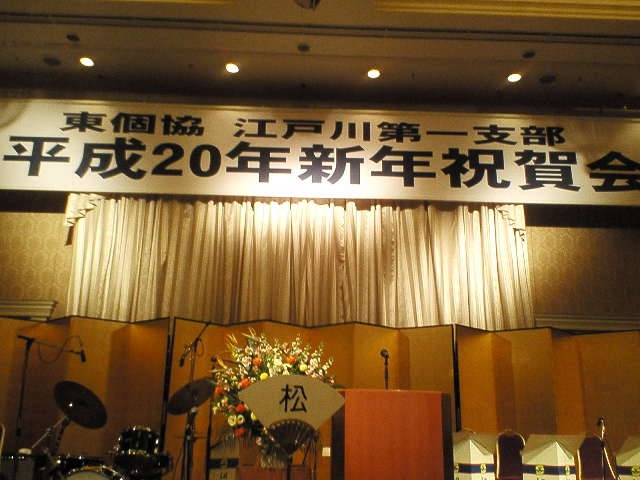 東個協 江戸川第一支部
平成20年新年祝賀会
松